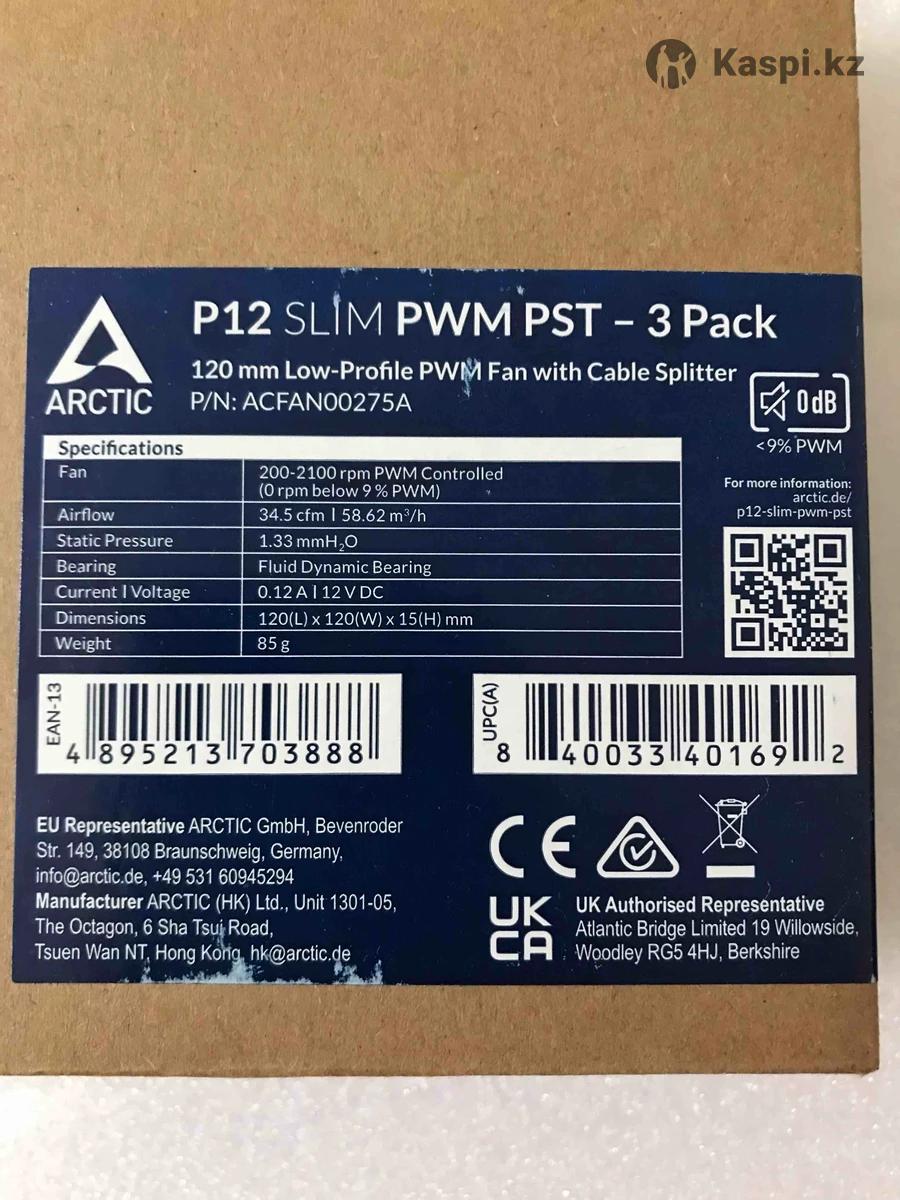 Kaspi.kz
P12 SLIM PWM PST – 3 Pack
120 mm Low-Profile PWM Fan with Cable Splitter
P/N: ACFAN00275A
ARCTIC
0dB
<9% PWM
Specifications
Fan 200-2100 rpm PWM Controlled
(0 rpm below 9 % PWM)
Airflow 34.5 cfm | 58.62 m³/h
Static Pressure 1.33 mmH₂O
Bearing Fluid Dynamic Bearing
Current | Voltage 0.12 A | 12 V DC
Dimensions 120(L) x 120(W) x 15(H) mm
Weight 85 g
For more information:
arctic.de/
p12-slim-pwm-pst
EAN-13
4 895213 703888
UPC(A)
8 40033 40169 2
EU Representative ARCTIC GmbH, Bevenroder
Str. 149, 38108 Braunschweig, Germany,
info@arctic.de, +49 531 60945294
Manufacturer ARCTIC (HK) Ltd., Unit 1301-05,
The Octagon, 6 Sha Tsui Road,
Tsuen Wan NT, Hong Kong, hk@arctic.de
CE
UK
CA
UK Authorised Representative
Atlantic Bridge Limited 19 Willowside,
Woodley RG5 4HJ, Berkshire